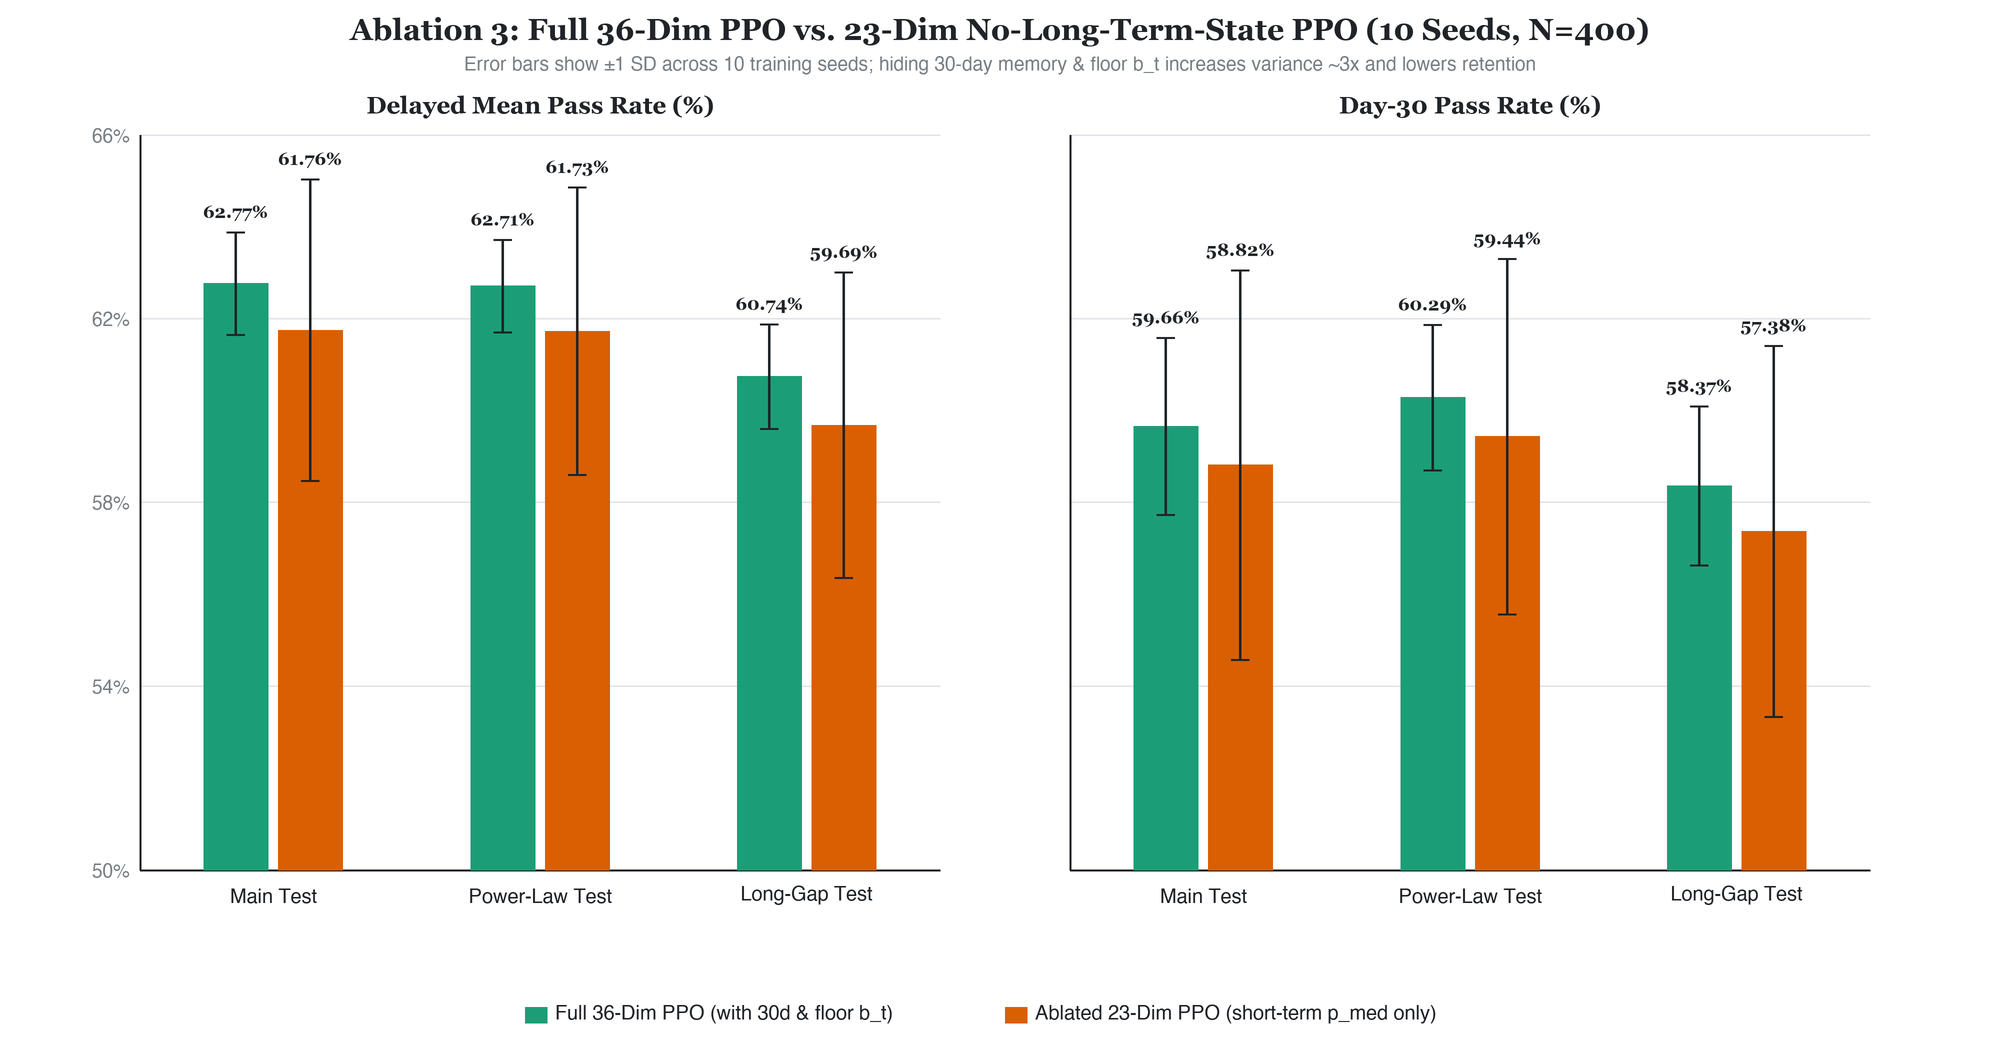 Ablation 3: Full 36-Dim PPO vs. 23-Dim No-Long-Term-State PPO (10 Seeds, N=400)
Error bars show ±1 SD across 10 training seeds; hiding 30-day memory & floor b_t increases variance ~3x and lowers retention
Delayed Mean Pass Rate (%)
66%
62%
58%
54%
50%
62.77%
61.76%
62.71%
61.73%
60.74%
59.69%
Main Test
Power-Law Test
Long-Gap Test
Day-30 Pass Rate (%)
59.66%
58.82%
60.29%
59.44%
58.37%
57.38%
Main Test
Power-Law Test
Long-Gap Test
Full 36-Dim PPO (with 30d & floor b_t)
Ablated 23-Dim PPO (short-term p_med only)